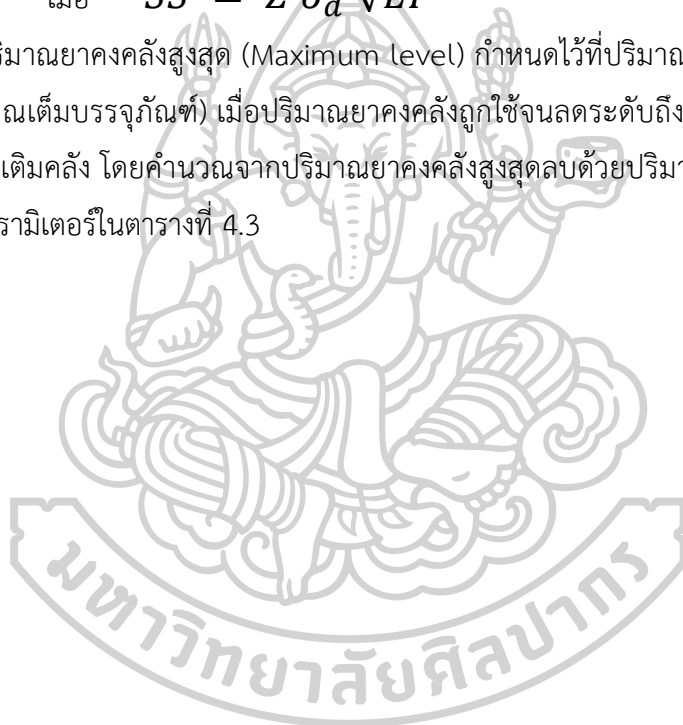 เมื่อ SS = Z σd √LT
ริมาณยาคงคลังสูงสุด (Maximum level) กำหนดไว้ที่ปริมาณ
ณเต็มบรรจุภัณฑ์) เมื่อปริมาณยาคงคลังถูกใช้จนลดระดับถึง
เติมคลัง โดยคำนวณจากปริมาณยาคงคลังสูงสุดลบด้วยปริมา
รามิเตอร์ในตารางที่ 4.3
มหาวิทยาลัยศิลปากร